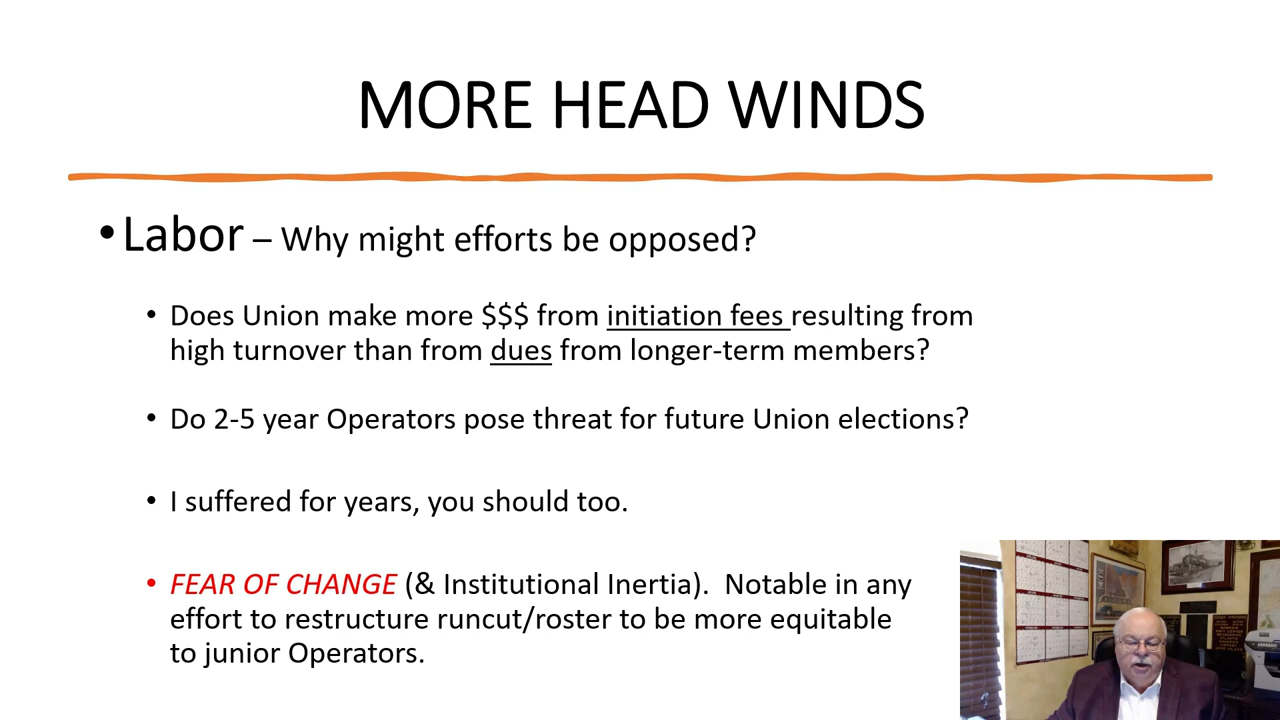 MORE HEAD WINDS
•Labor – Why might efforts be opposed?
• Does Union make more $$$ from initiation fees resulting from
high turnover than from dues from longer-term members?
• Do 2-5 year Operators pose threat for future Union elections?
• I suffered for years, you should too.
• FEAR OF CHANGE (& Institutional Inertia).  Notable in any
effort to restructure runcut/roster to be more equitable
to junior Operators.